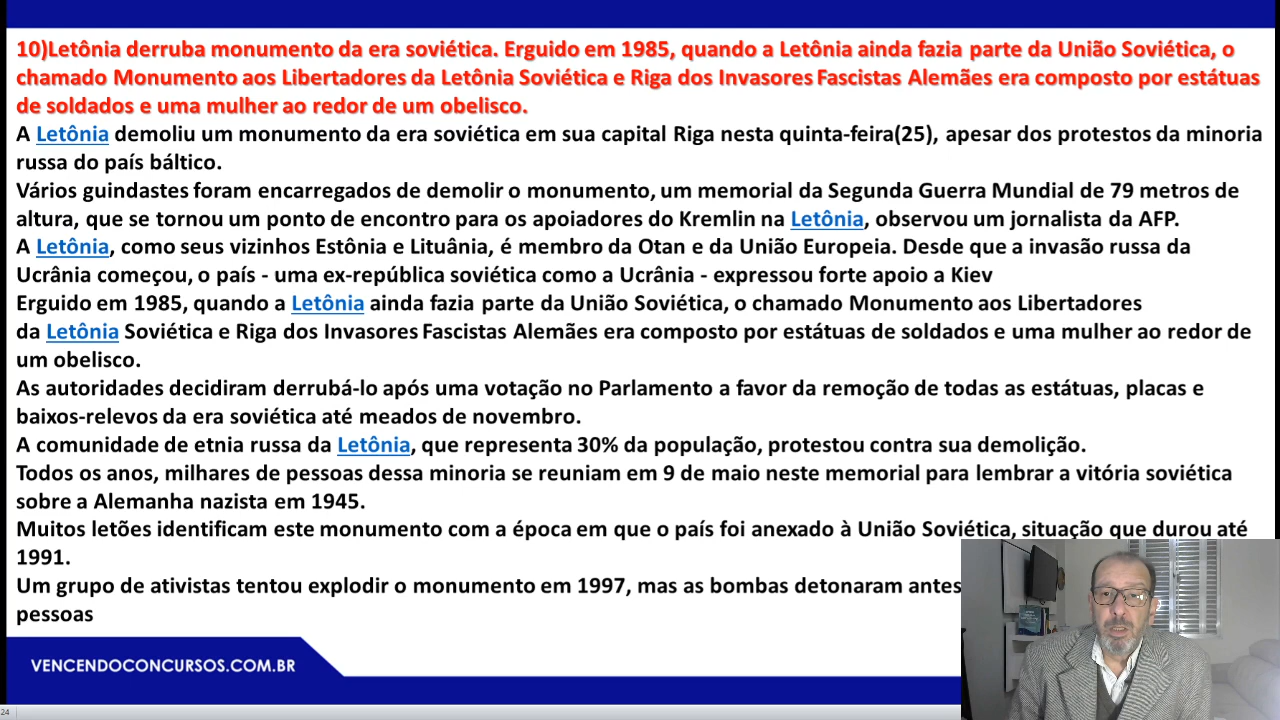 10)Letônia derruba monumento da era soviética. Erguido em 1985, quando a Letônia ainda fazia parte da União Soviética, o
chamado Monumento aos Libertadores da Letônia Soviética e Riga dos Invasores Fascistas Alemães era composto por estátuas
de soldados e uma mulher ao redor de um obelisco.
A Letônia demoliu um monumento da era soviética em sua capital Riga nesta quinta-feira(25), apesar dos protestos da minoria
russa do país báltico.
Vários guindastes foram encarregados de demolir o monumento, um memorial da Segunda Guerra Mundial de 79 metros de
altura, que se tornou um ponto de encontro para os apoiadores do Kremlin na Letônia, observou um jornalista da AFP.
A Letônia, como seus vizinhos Estônia e Lituânia, é membro da Otan e da União Europeia. Desde que a invasão russa da
Ucrânia começou, o país - uma ex-república soviética como a Ucrânia - expressou forte apoio a Kiev
Erguido em 1985, quando a Letônia ainda fazia parte da União Soviética, o chamado Monumento aos Libertadores
da Letônia Soviética e Riga dos Invasores Fascistas Alemães era composto por estátuas de soldados e uma mulher ao redor de
um obelisco.
As autoridades decidiram derrubá-lo após uma votação no Parlamento a favor da remoção de todas as estátuas, placas e
baixos-relevos da era soviética até meados de novembro.
A comunidade de etnia russa da Letônia, que representa 30% da população, protestou contra sua demolição.
Todos os anos, milhares de pessoas dessa minoria se reuniam em 9 de maio neste memorial para lembrar a vitória soviética
sobre a Alemanha nazista em 1945.
Muitos letões identificam este monumento com a época em que o país foi anexado à União Soviética, situação que durou até
1991.
Um grupo de ativistas tentou explodir o monumento em 1997, mas as bombas detonaram antes
pessoas
VENCENDOCONCURSOS.COM.BR
24